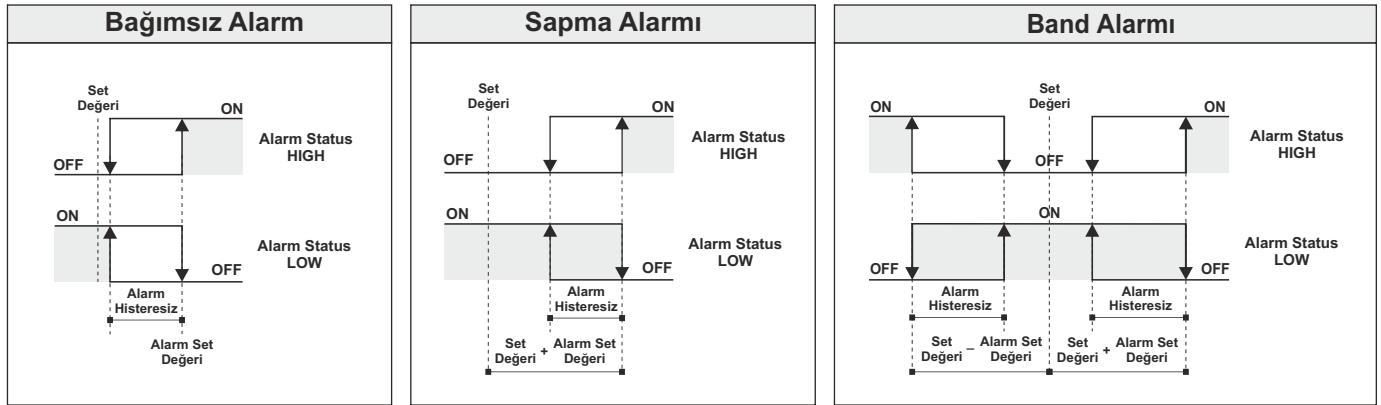 Bağımsız Alarm
Set
Değeri
ON
OFF
Alarm Status
HIGH
ON
OFF
Alarm Status
LOW
Alarm
Histeresiz
Alarm Set
Değeri
Sapma Alarmı
Set
Değeri
ON
OFF
Alarm Status
HIGH
ON
OFF
Alarm Status
LOW
Alarm
Histeresiz
Set
Değeri
+
Alarm Set
Değeri
Band Alarmı
Set
Değeri
ON
ON
OFF
Alarm Status
HIGH
ON
OFF
OFF
Alarm Status
LOW
Alarm
Histeresiz
Alarm
Histeresiz
Set
Değeri
–
Alarm Set
Değeri
Set
Değeri
+
Alarm Set
Değeri